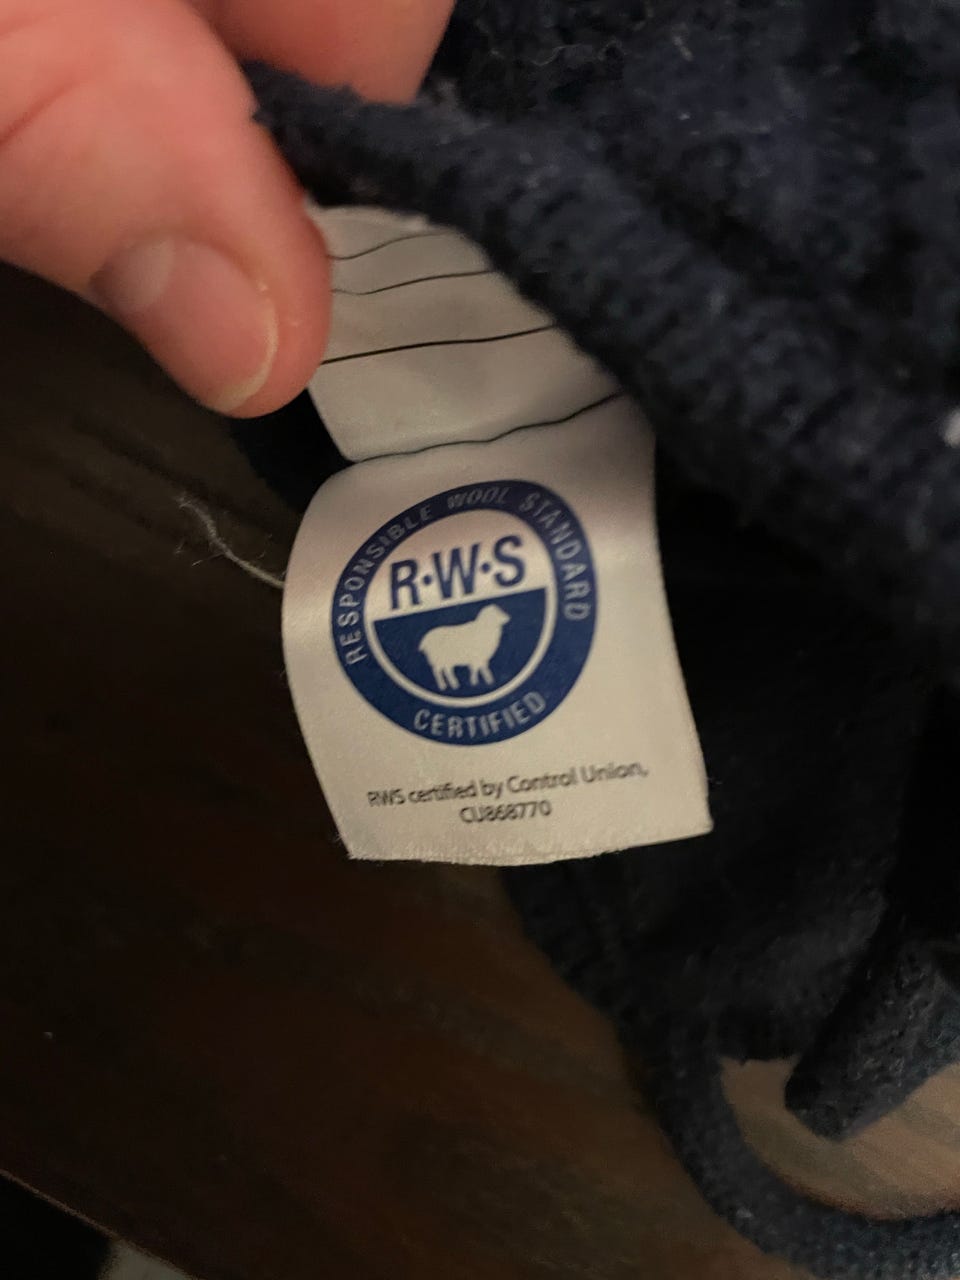 RESPONSIBLE WOOL STANDARD
R·W·S
CERTIFIED
RWS certified by Control Union,
CU868770